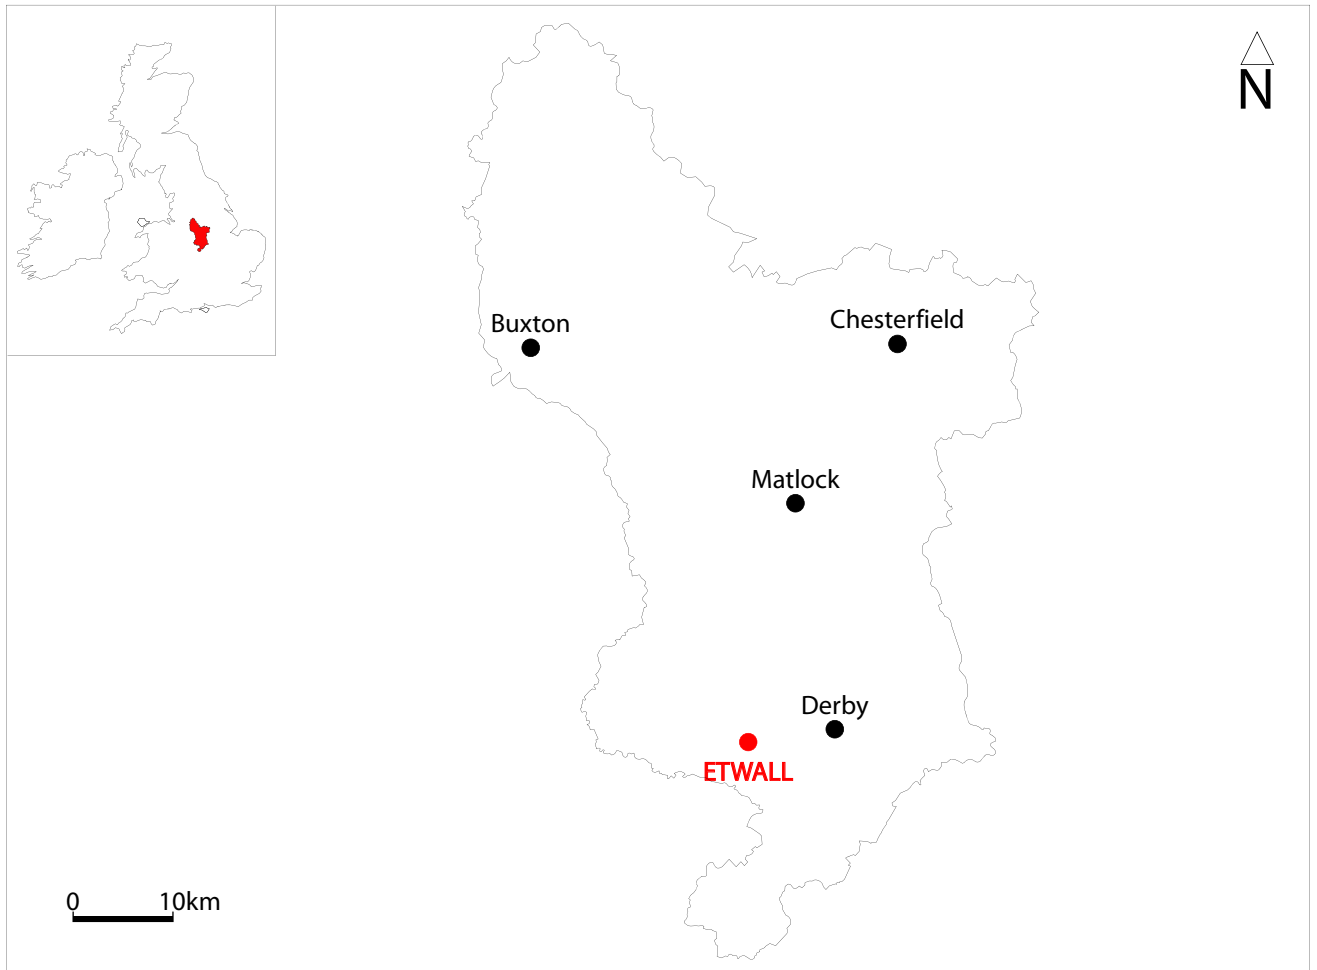 N
Buxton
Chesterfield
Matlock
Derby
ETWALL
0 10km